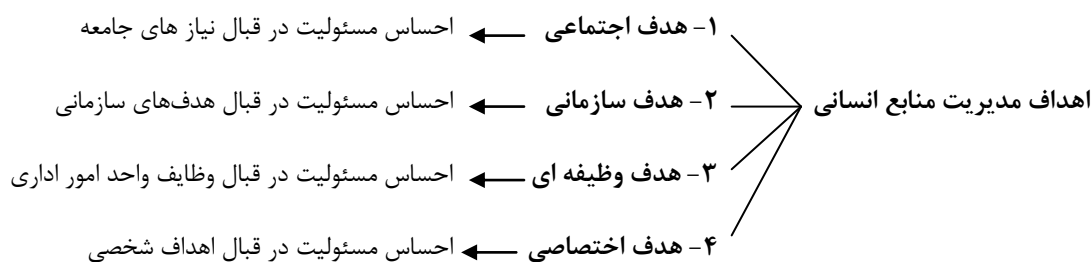 ۱- هدف اجتماعی احساس مسئولیت در قبال نیاز های جامعه
اهداف مدیریت منابع انسانی
۲- هدف سازمانی احساس مسئولیت در قبال هدف‌های سازمانی
۳- هدف وظیفه ای احساس مسئولیت در قبال وظایف واحد امور اداری
۴- هدف اختصاصی احساس مسئولیت در قبال اهداف شخصی